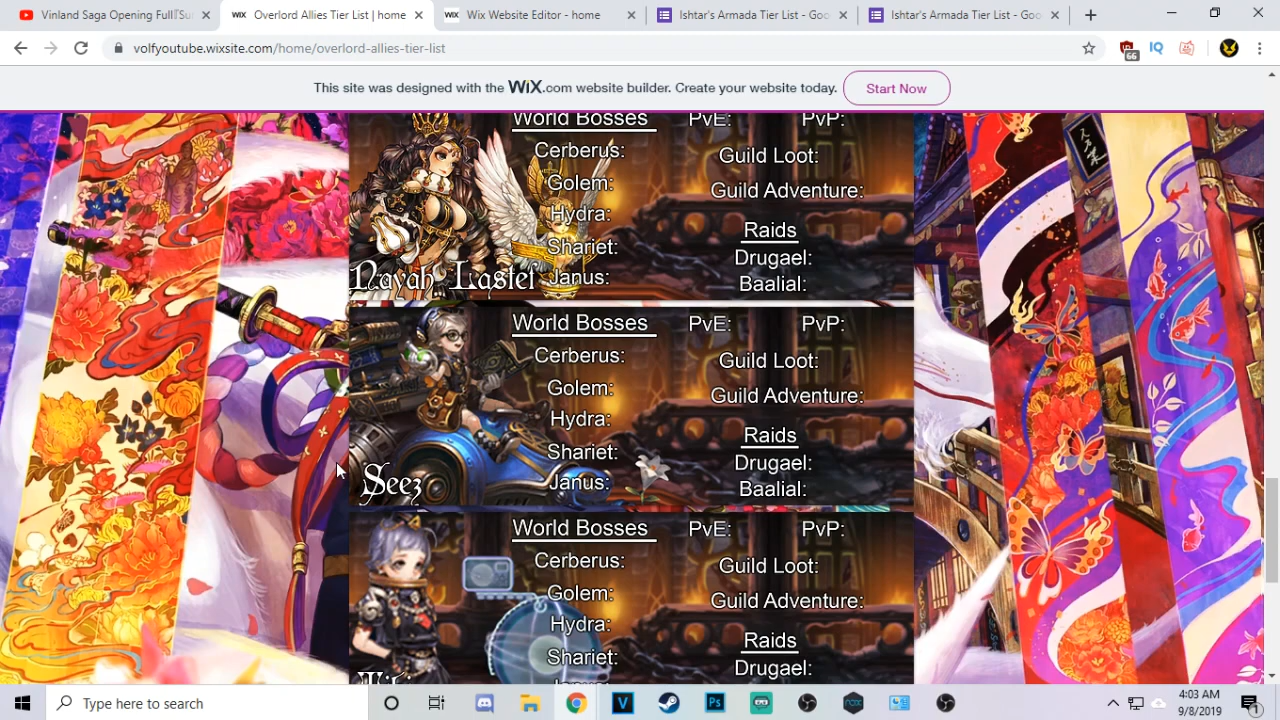 Vinland Saga Opening Full「Su
Overlord Allies Tier List | home
WIX
Wix Website Editor - home
Ishtar's Armada Tier List - Goo
Ishtar's Armada Tier List - Goo
volfyoutube.wixsite.com/home/overlord-allies-tier-list
66
IQ
This site was designed with the WiX.com website builder. Create your website today.
Start Now
World Bosses PvE: PvP:
Cerberus: Guild Loot:
Golem: Guild Adventure:
Hydra: Raids
Shariet: Drugael:
Janus: Baalial:
World Bosses PvE: PvP:
Cerberus: Guild Loot:
Golem: Guild Adventure:
Hydra: Raids
Shariet: Drugael:
Seez
Janus: Baalial:
World Bosses PvE: PvP:
Cerberus: Guild Loot:
Golem: Guild Adventure:
Hydra: Raids
Shariet: Drugael:
Janus:
Type here to search
4:03 AM
9/8/2019